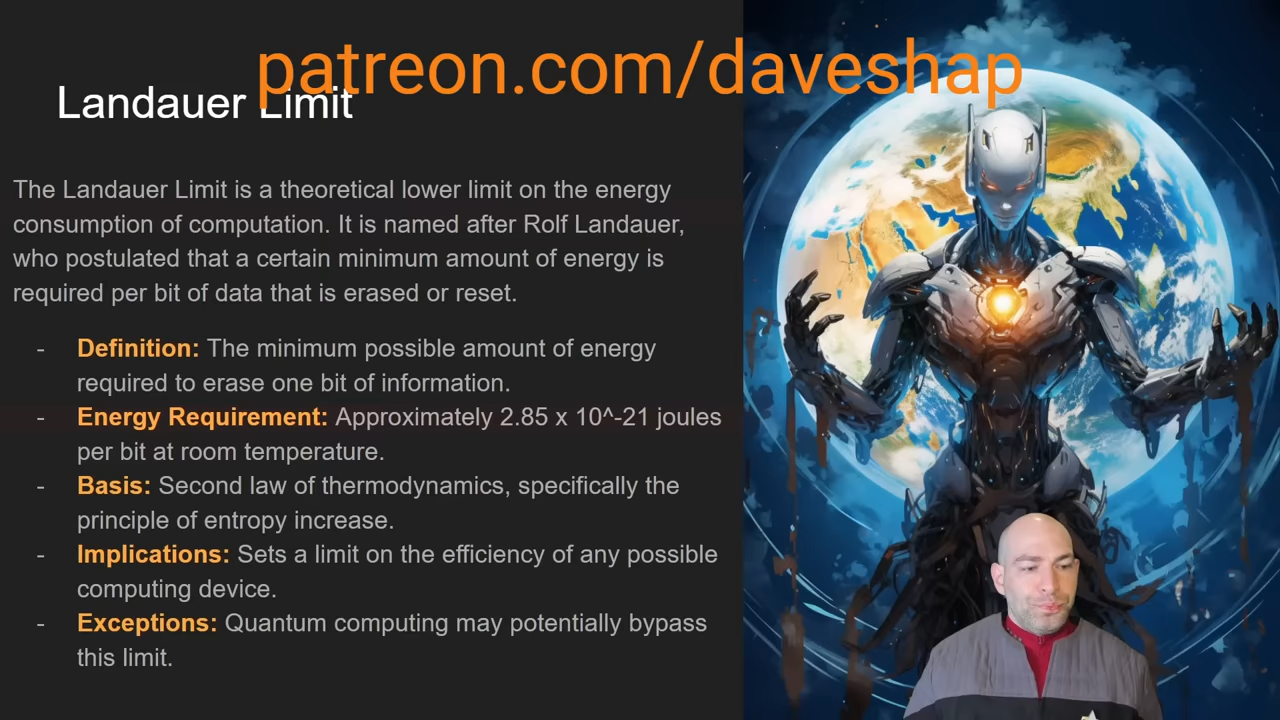 patreon.com/daveshap
Landauer Limit
The Landauer Limit is a theoretical lower limit on the energy
consumption of computation. It is named after Rolf Landauer,
who postulated that a certain minimum amount of energy is
required per bit of data that is erased or reset.
- Definition: The minimum possible amount of energy
required to erase one bit of information.
- Energy Requirement: Approximately 2.85 x 10^-21 joules
per bit at room temperature.
- Basis: Second law of thermodynamics, specifically the
principle of entropy increase.
- Implications: Sets a limit on the efficiency of any possible
computing device.
- Exceptions: Quantum computing may potentially bypass
this limit.